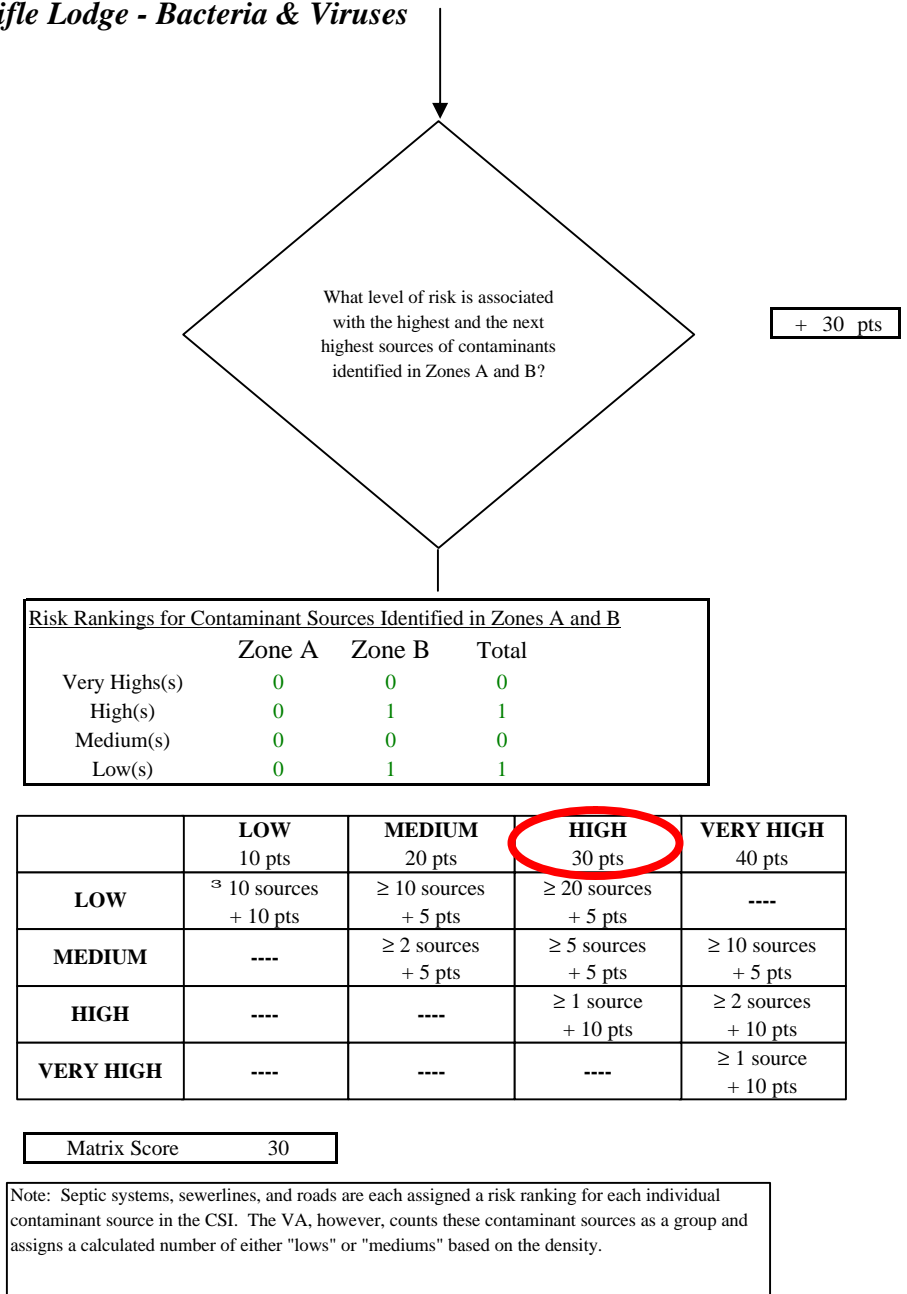 ifle Lodge - Bacteria & Viruses
What level of risk is associated
with the highest and the next
highest sources of contaminants
identified in Zones A and B?
+ 30 pts
Risk Rankings for Contaminant Sources Identified in Zones A and B
Zone A Zone B Total
Very Highs(s) 0 0 0
High(s) 0 1 1
Medium(s) 0 0 0
Low(s) 0 1 1
LOW MEDIUM HIGH VERY HIGH
10 pts 20 pts 30 pts 40 pts
LOW ³ 10 sources ≥ 10 sources ≥ 20 sources ----
+ 10 pts + 5 pts + 5 pts
MEDIUM ---- ≥ 2 sources ≥ 5 sources ≥ 10 sources
+ 5 pts + 5 pts + 5 pts
HIGH ---- ---- ≥ 1 source ≥ 2 sources
+ 10 pts + 10 pts
VERY HIGH ---- ---- ---- ≥ 1 source
+ 10 pts
Matrix Score 30
Note: Septic systems, sewerlines, and roads are each assigned a risk ranking for each individual
contaminant source in the CSI. The VA, however, counts these contaminant sources as a group and
assigns a calculated number of either "lows" or "mediums" based on the density.